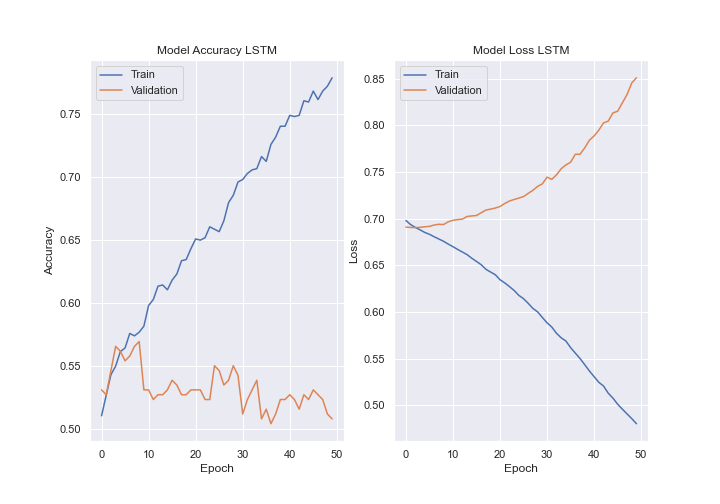 Model Accuracy LSTM
Train
Validation
0.75
0.70
0.65
0.60
0.55
0.50
Accuracy
0 10 20 30 40 50
Epoch
Model Loss LSTM
Train
Validation
0.85
0.80
0.75
0.70
0.65
0.60
0.55
0.50
Loss
0 10 20 30 40 50
Epoch